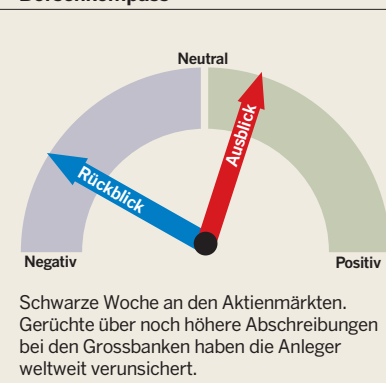 Neutral
Ausblick
Rückblick
Negativ
Positiv
Schwarze Woche an den Aktienmärkten.
Gerüchte über noch höhere Abschreibungen
bei den Grossbanken haben die Anleger
weltweit verunsichert.